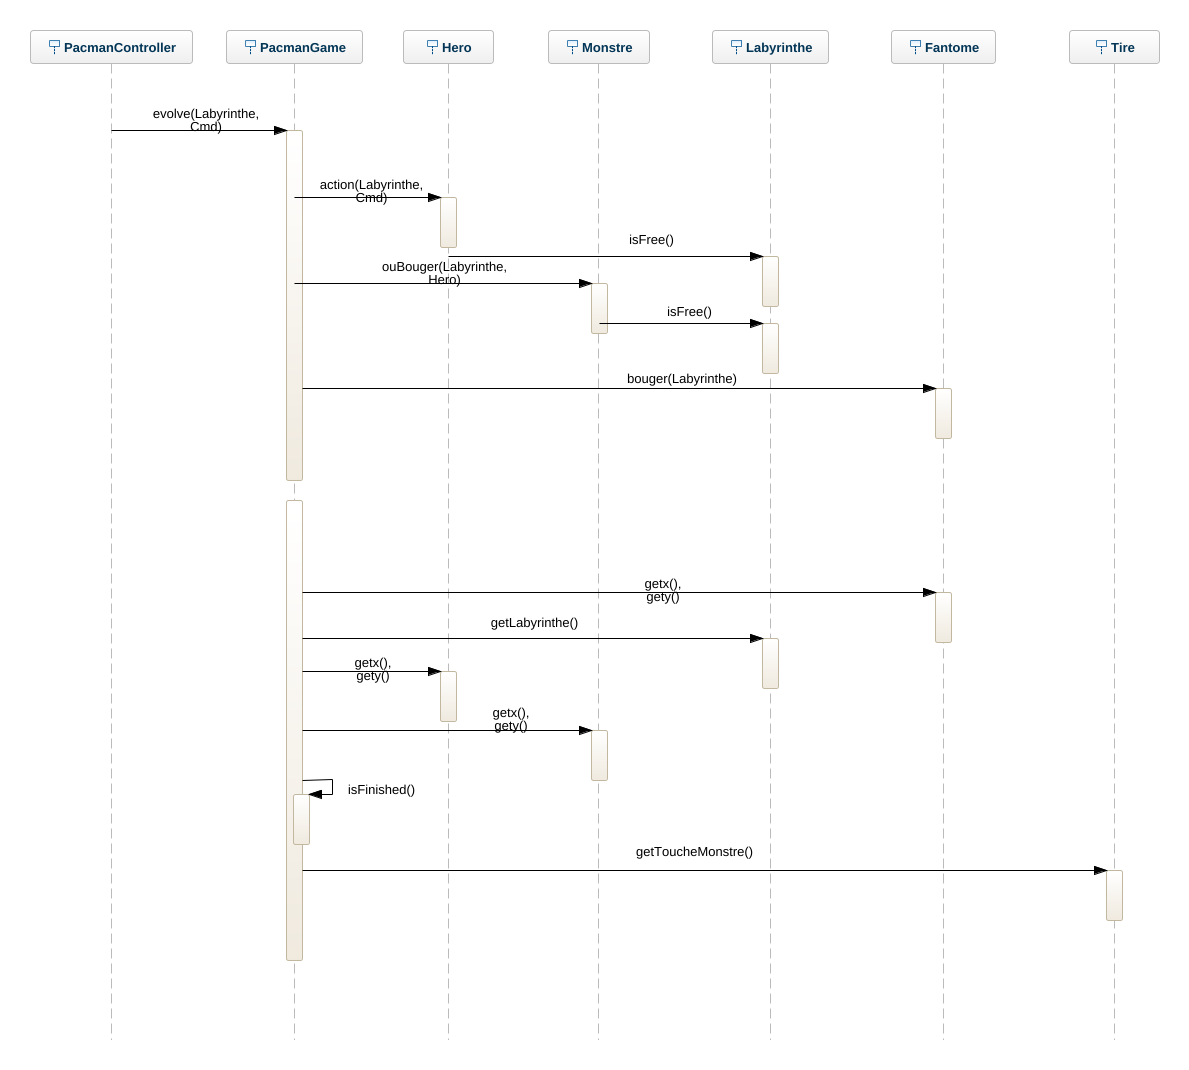 PacmanController
PacmanGame
Hero
Monstre
Labyrinthe
Fantome
Tire
evolve(Labyrinthe,
Cmd)
action(Labyrinthe,
Cmd)
isFree()
ouBouger(Labyrinthe,
Hero)
isFree()
bouger(Labyrinthe)
getx(),
gety()
getLabyrinthe()
getx(),
gety()
getx(),
gety()
isFinished()
getToucheMonstre()